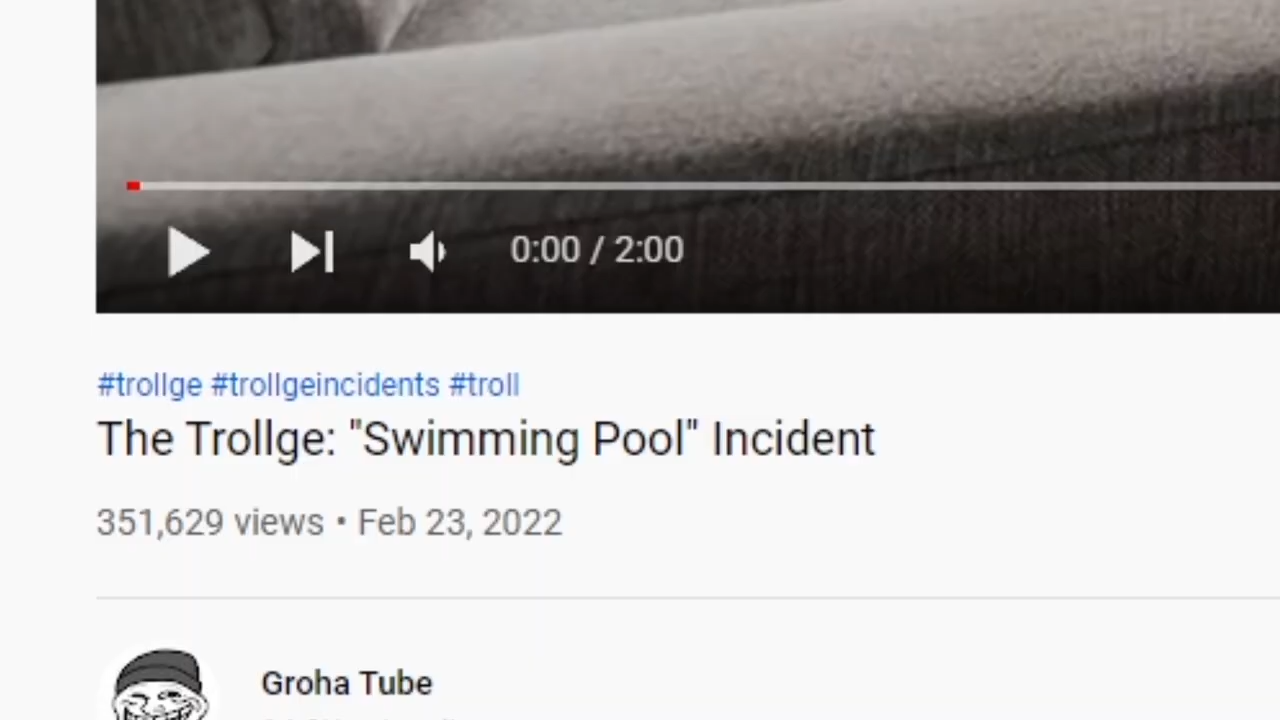 0:00 / 2:00
#trollge #trollgeincidents #troll
The Trollge: "Swimming Pool" Incident
351,629 views • Feb 23, 2022
Groha Tube